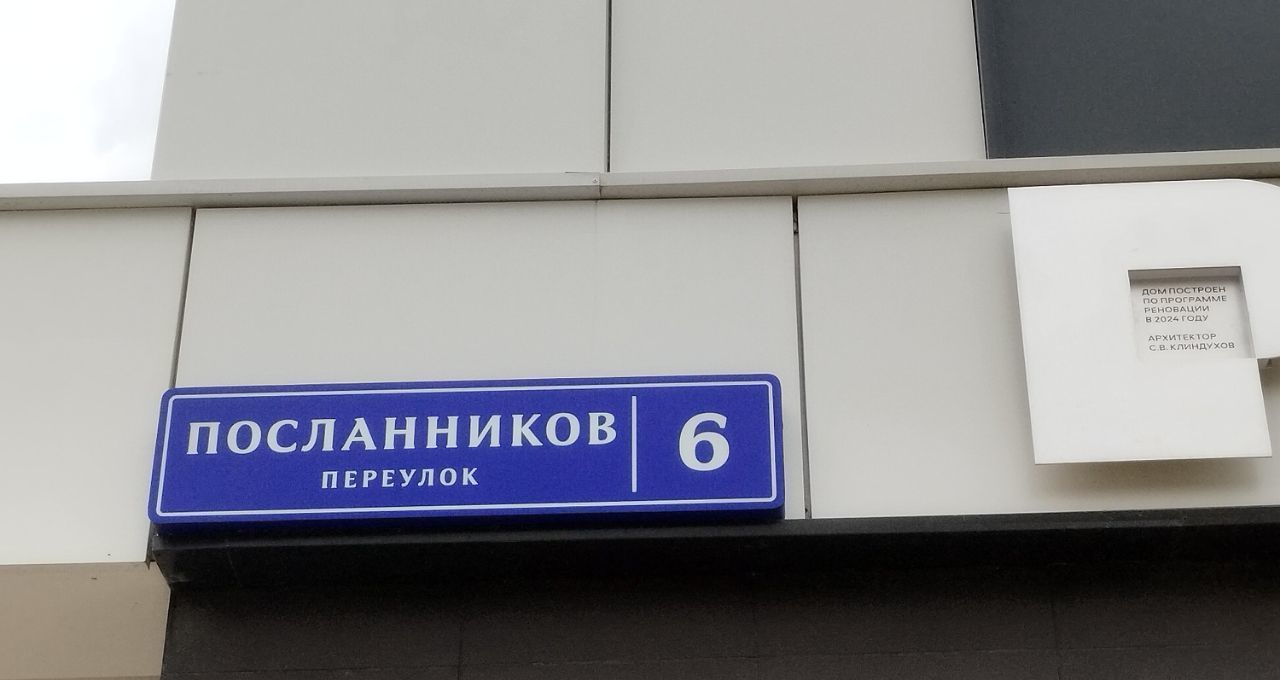 ПОСЛАННИКОВ
ПЕРЕУЛОК
6
ДОМ ПОСТРОЕН
ПО ПРОГРАММЕ
РЕНОВАЦИИ
В 2024 ГОДУ
АРХИТЕКТОР
С.В. КЛИНДУХОВ